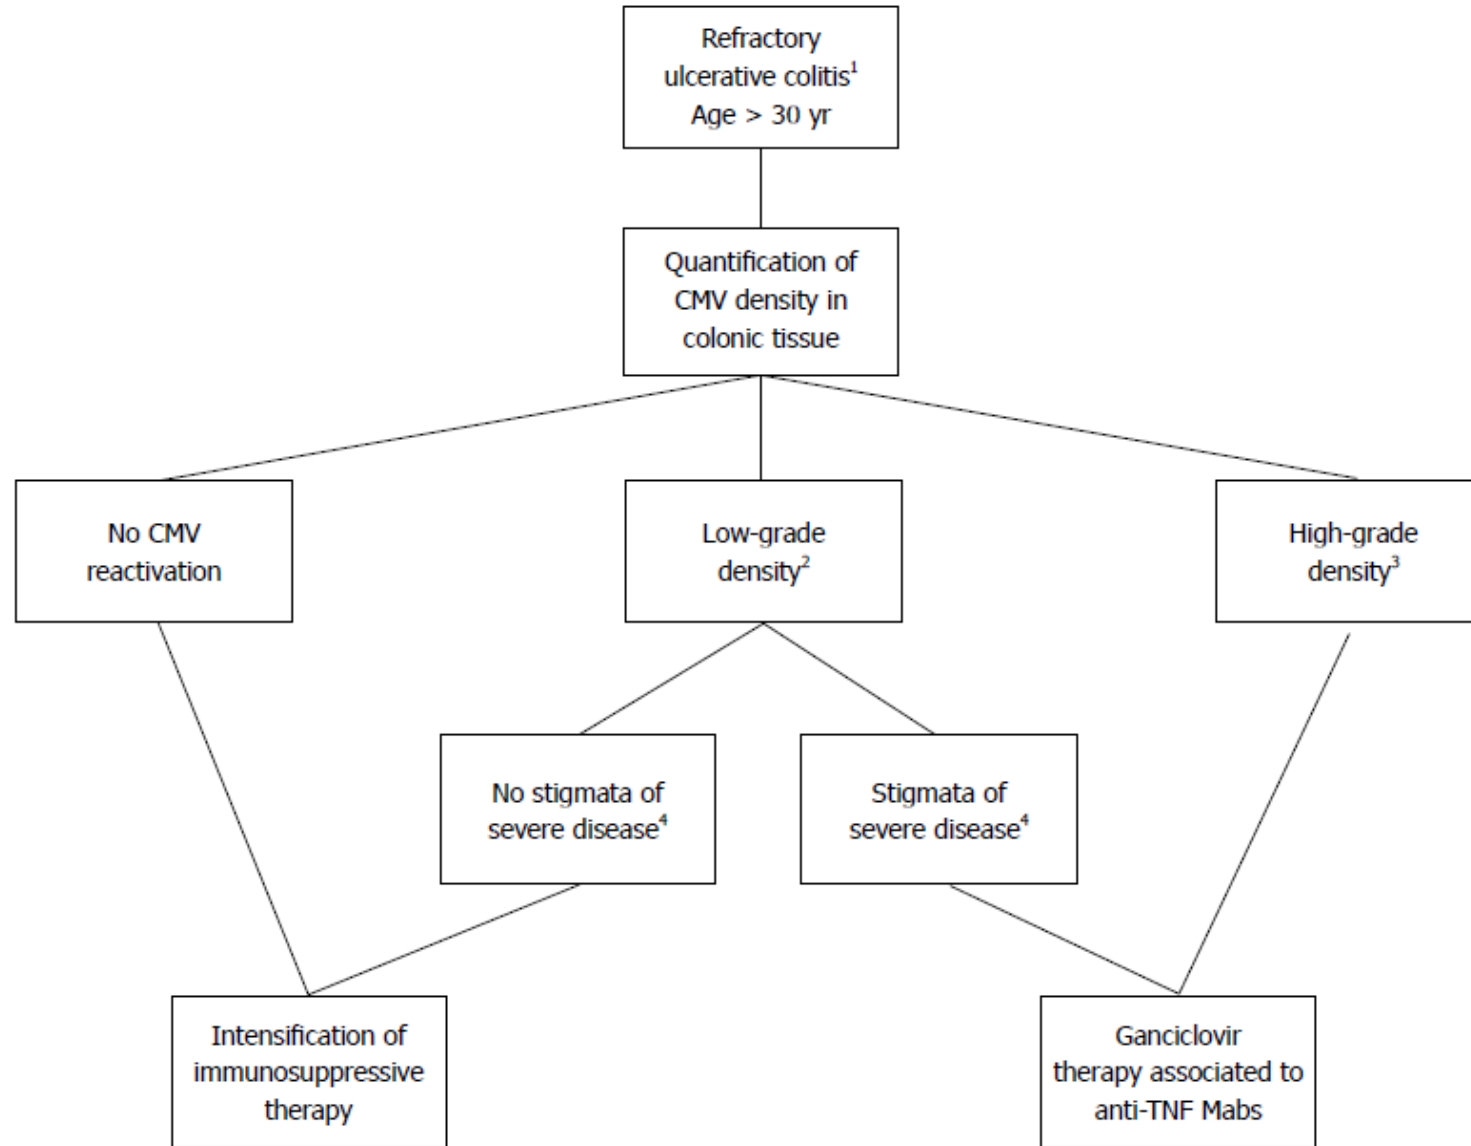 Refractory
ulcerative colitis¹
Age > 30 yr
Quantification of
CMV density in
colonic tissue
No CMV
reactivation
Low-grade
density²
High-grade
density³
No stigmata of
severe disease⁴
Stigmata of
severe disease⁴
Intensification of
immunosuppressive
therapy
Ganciclovir
therapy associated to
anti-TNF Mabs